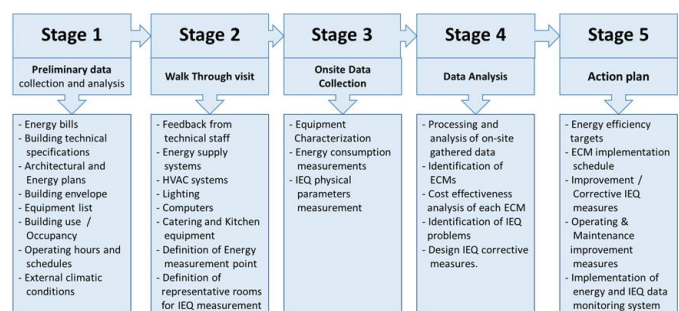 Stage 1
Preliminary data
collection and analysis
- Energy bills
- Building technical
specifications
- Architectural and
Energy plans
- Building envelope
- Equipment list
- Building use /
Occupancy
- Operating hours and
schedules
- External climatic
conditions
Stage 2
Walk Through visit
- Feedback from
technical staff
- Energy supply
systems
- HVAC systems
- Lighting
- Computers
- Catering and Kitchen
equipment
- Definition of Energy
measurement point
- Definition of
representative rooms
for IEQ measurement
Stage 3
Onsite Data
Collection
- Equipment
Characterization
- Energy consumption
measurements
- IEQ physical
parameters
measurement
Stage 4
Data Analysis
- Processing and
analysis of on-site
gathered data
- Identification of
ECMs
- Cost effectiveness
analysis of each ECM
- Identification of IEQ
problems
- Design IEQ corrective
measures.
Stage 5
Action plan
- Energy efficiency
targets
- ECM implementation
schedule
- Improvement /
Corrective IEQ
measures
- Operating &
Maintenance
improvement
measures
- Implementation of
energy and IEQ data
monitoring system